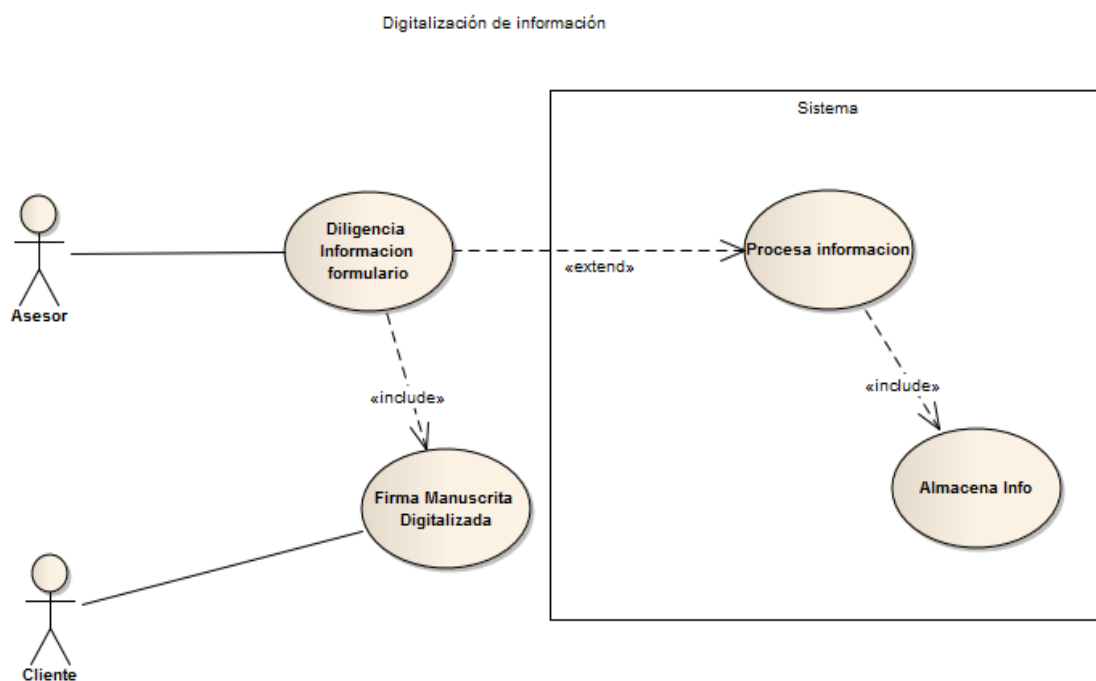 Digitalización de información
Sistema
Diligencia
Informacion
formulario
Procesa informacion
«extend»
Asesor
«include»
«include»
Almacena Info
Firma Manuscrita
Digitalizada
Cliente